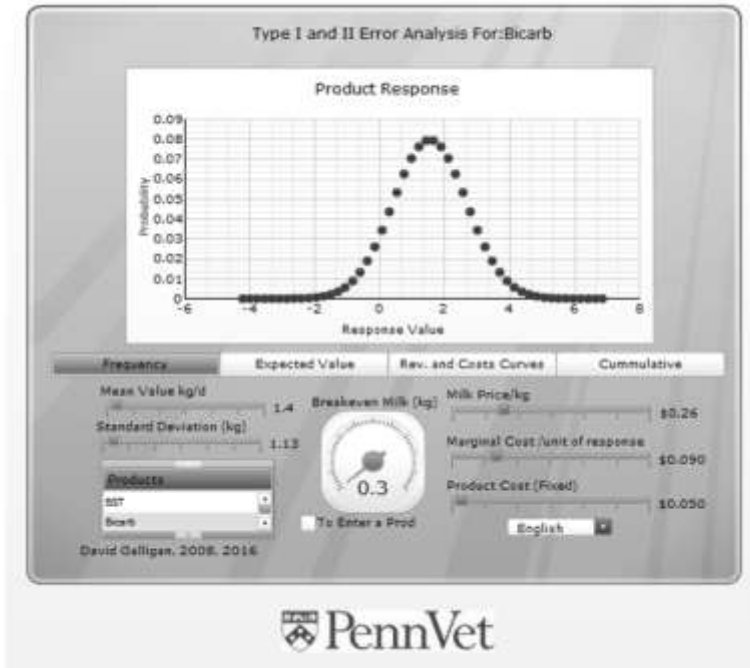 Type I and II Error Analysis For:Bicarb
Product Response
0.09
0.08
0.07
0.06
0.05
0.04
0.03
0.02
0.01
0
Probability
-6 -4 -2 0 2 4 6 8
Response Value
Frequency Expected Value Rev. and Costs Curves Cummulative
Mean Value kg/d
1.4
Standard Deviation (kg)
1.13
Products
BST
Bicarb
David Galligan, 2008, 2016
Breakeven Milk (kg)
0.3
To Enter a Prod
Milk Price/kg
$0.26
Marginal Cost /unit of response
$0.090
Product Cost (Fixed)
$0.050
English
PennVet